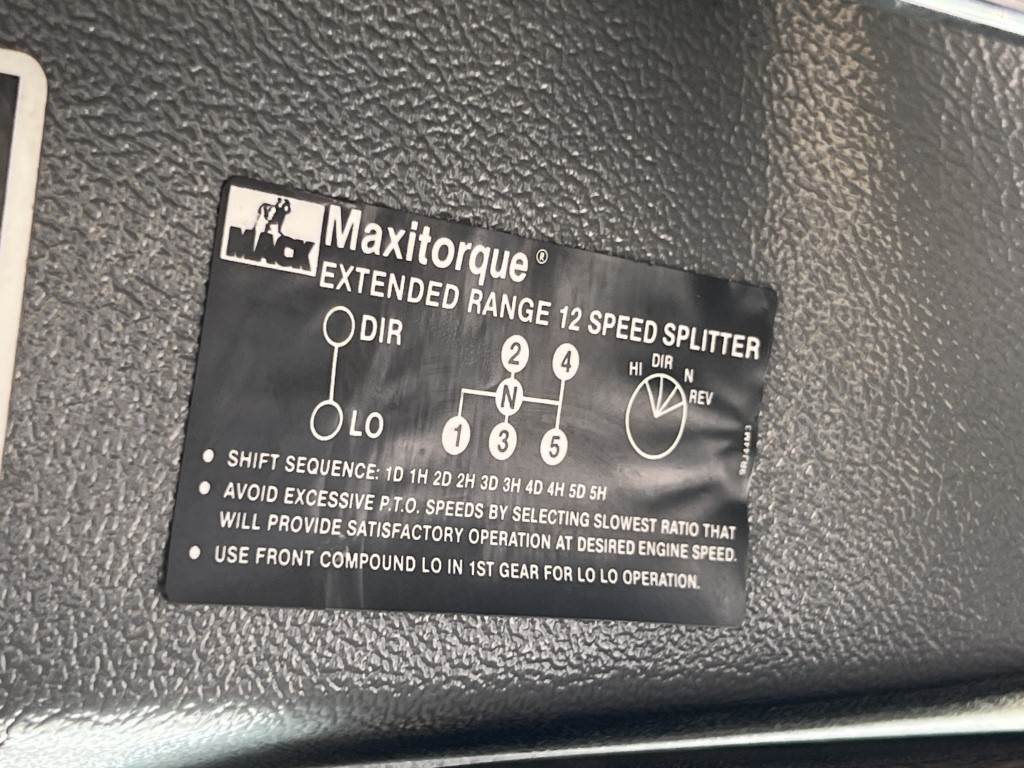 MACK
Maxitorque®
EXTENDED RANGE 12 SPEED SPLITTER
DIR
LO
2 4
N
1 3 5
HI DIR N REV
• SHIFT SEQUENCE: 1D 1H 2D 2H 3D 3H 4D 4H 5D 5H
• AVOID EXCESSIVE P.T.O. SPEEDS BY SELECTING SLOWEST RATIO THAT
WILL PROVIDE SATISFACTORY OPERATION AT DESIRED ENGINE SPEED.
• USE FRONT COMPOUND LO IN 1ST GEAR FOR LO LO OPERATION.